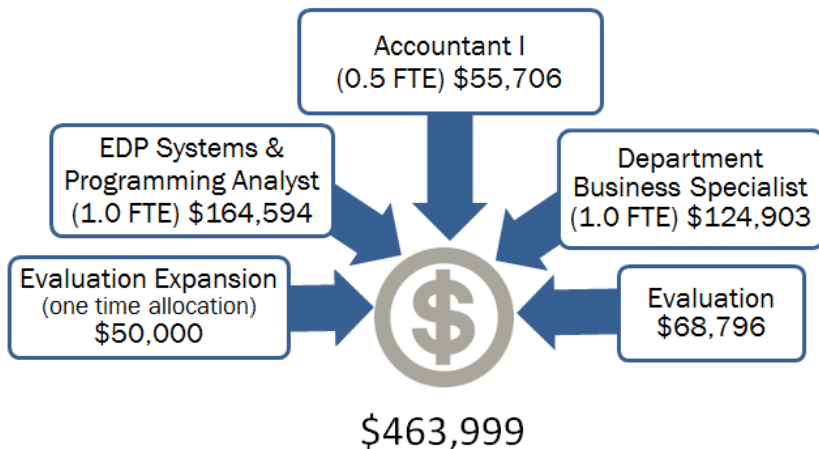 Accountant I
(0.5 FTE) $55,706
EDP Systems &
Programming Analyst
(1.0 FTE) $164,594
Department
Business Specialist
(1.0 FTE) $124,903
Evaluation Expansion
(one time allocation)
$50,000
$
Evaluation
$68,796
$463,999